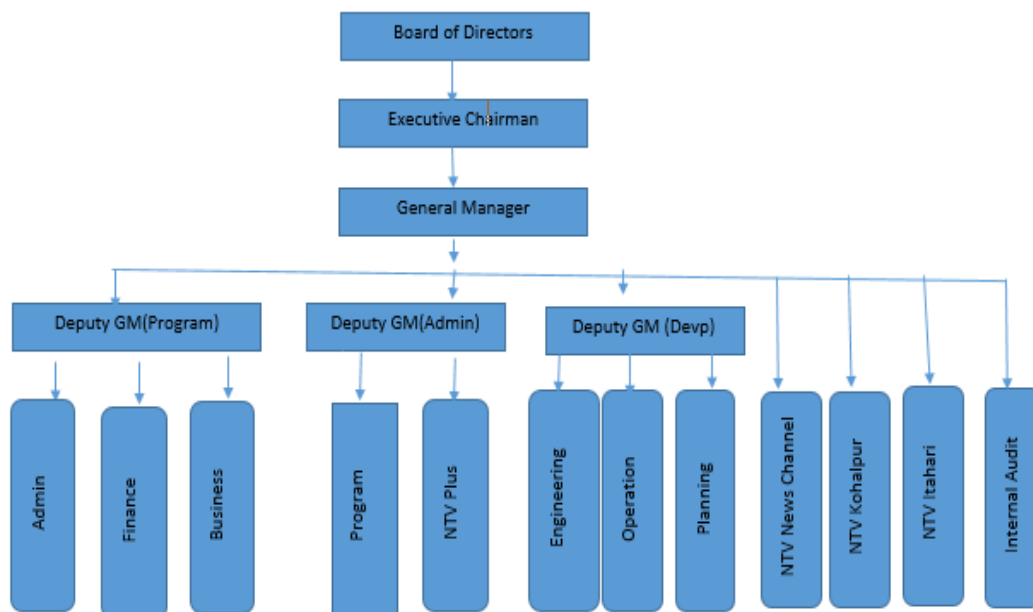 Board of Directors
Executive Chairman
General Manager
Deputy GM(Program)
Deputy GM(Admin)
Deputy GM (Devp)
Admin
Finance
Business
Program
NTV Plus
Engineering
Operation
Planning
NTV News Channel
NTV Kohalpur
NTV Itahari
Internal Audit